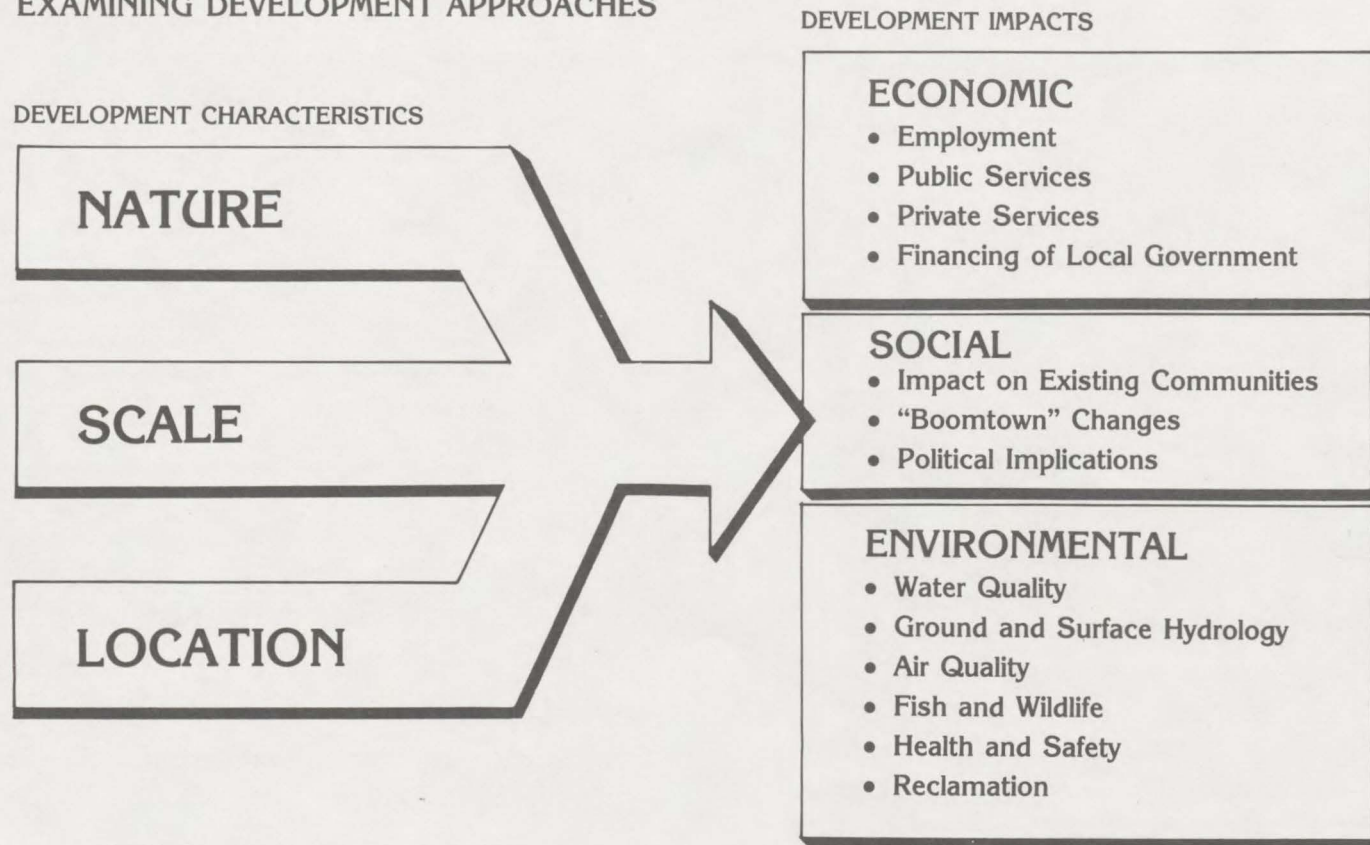 EXAMINING DEVELOPMENT APPROACHES
DEVELOPMENT CHARACTERISTICS
NATURE
SCALE
LOCATION
DEVELOPMENT IMPACTS
ECONOMIC
• Employment
• Public Services
• Private Services
• Financing of Local Government
SOCIAL
• Impact on Existing Communities
• “Boomtown” Changes
• Political Implications
ENVIRONMENTAL
• Water Quality
• Ground and Surface Hydrology
• Air Quality
• Fish and Wildlife
• Health and Safety
• Reclamation